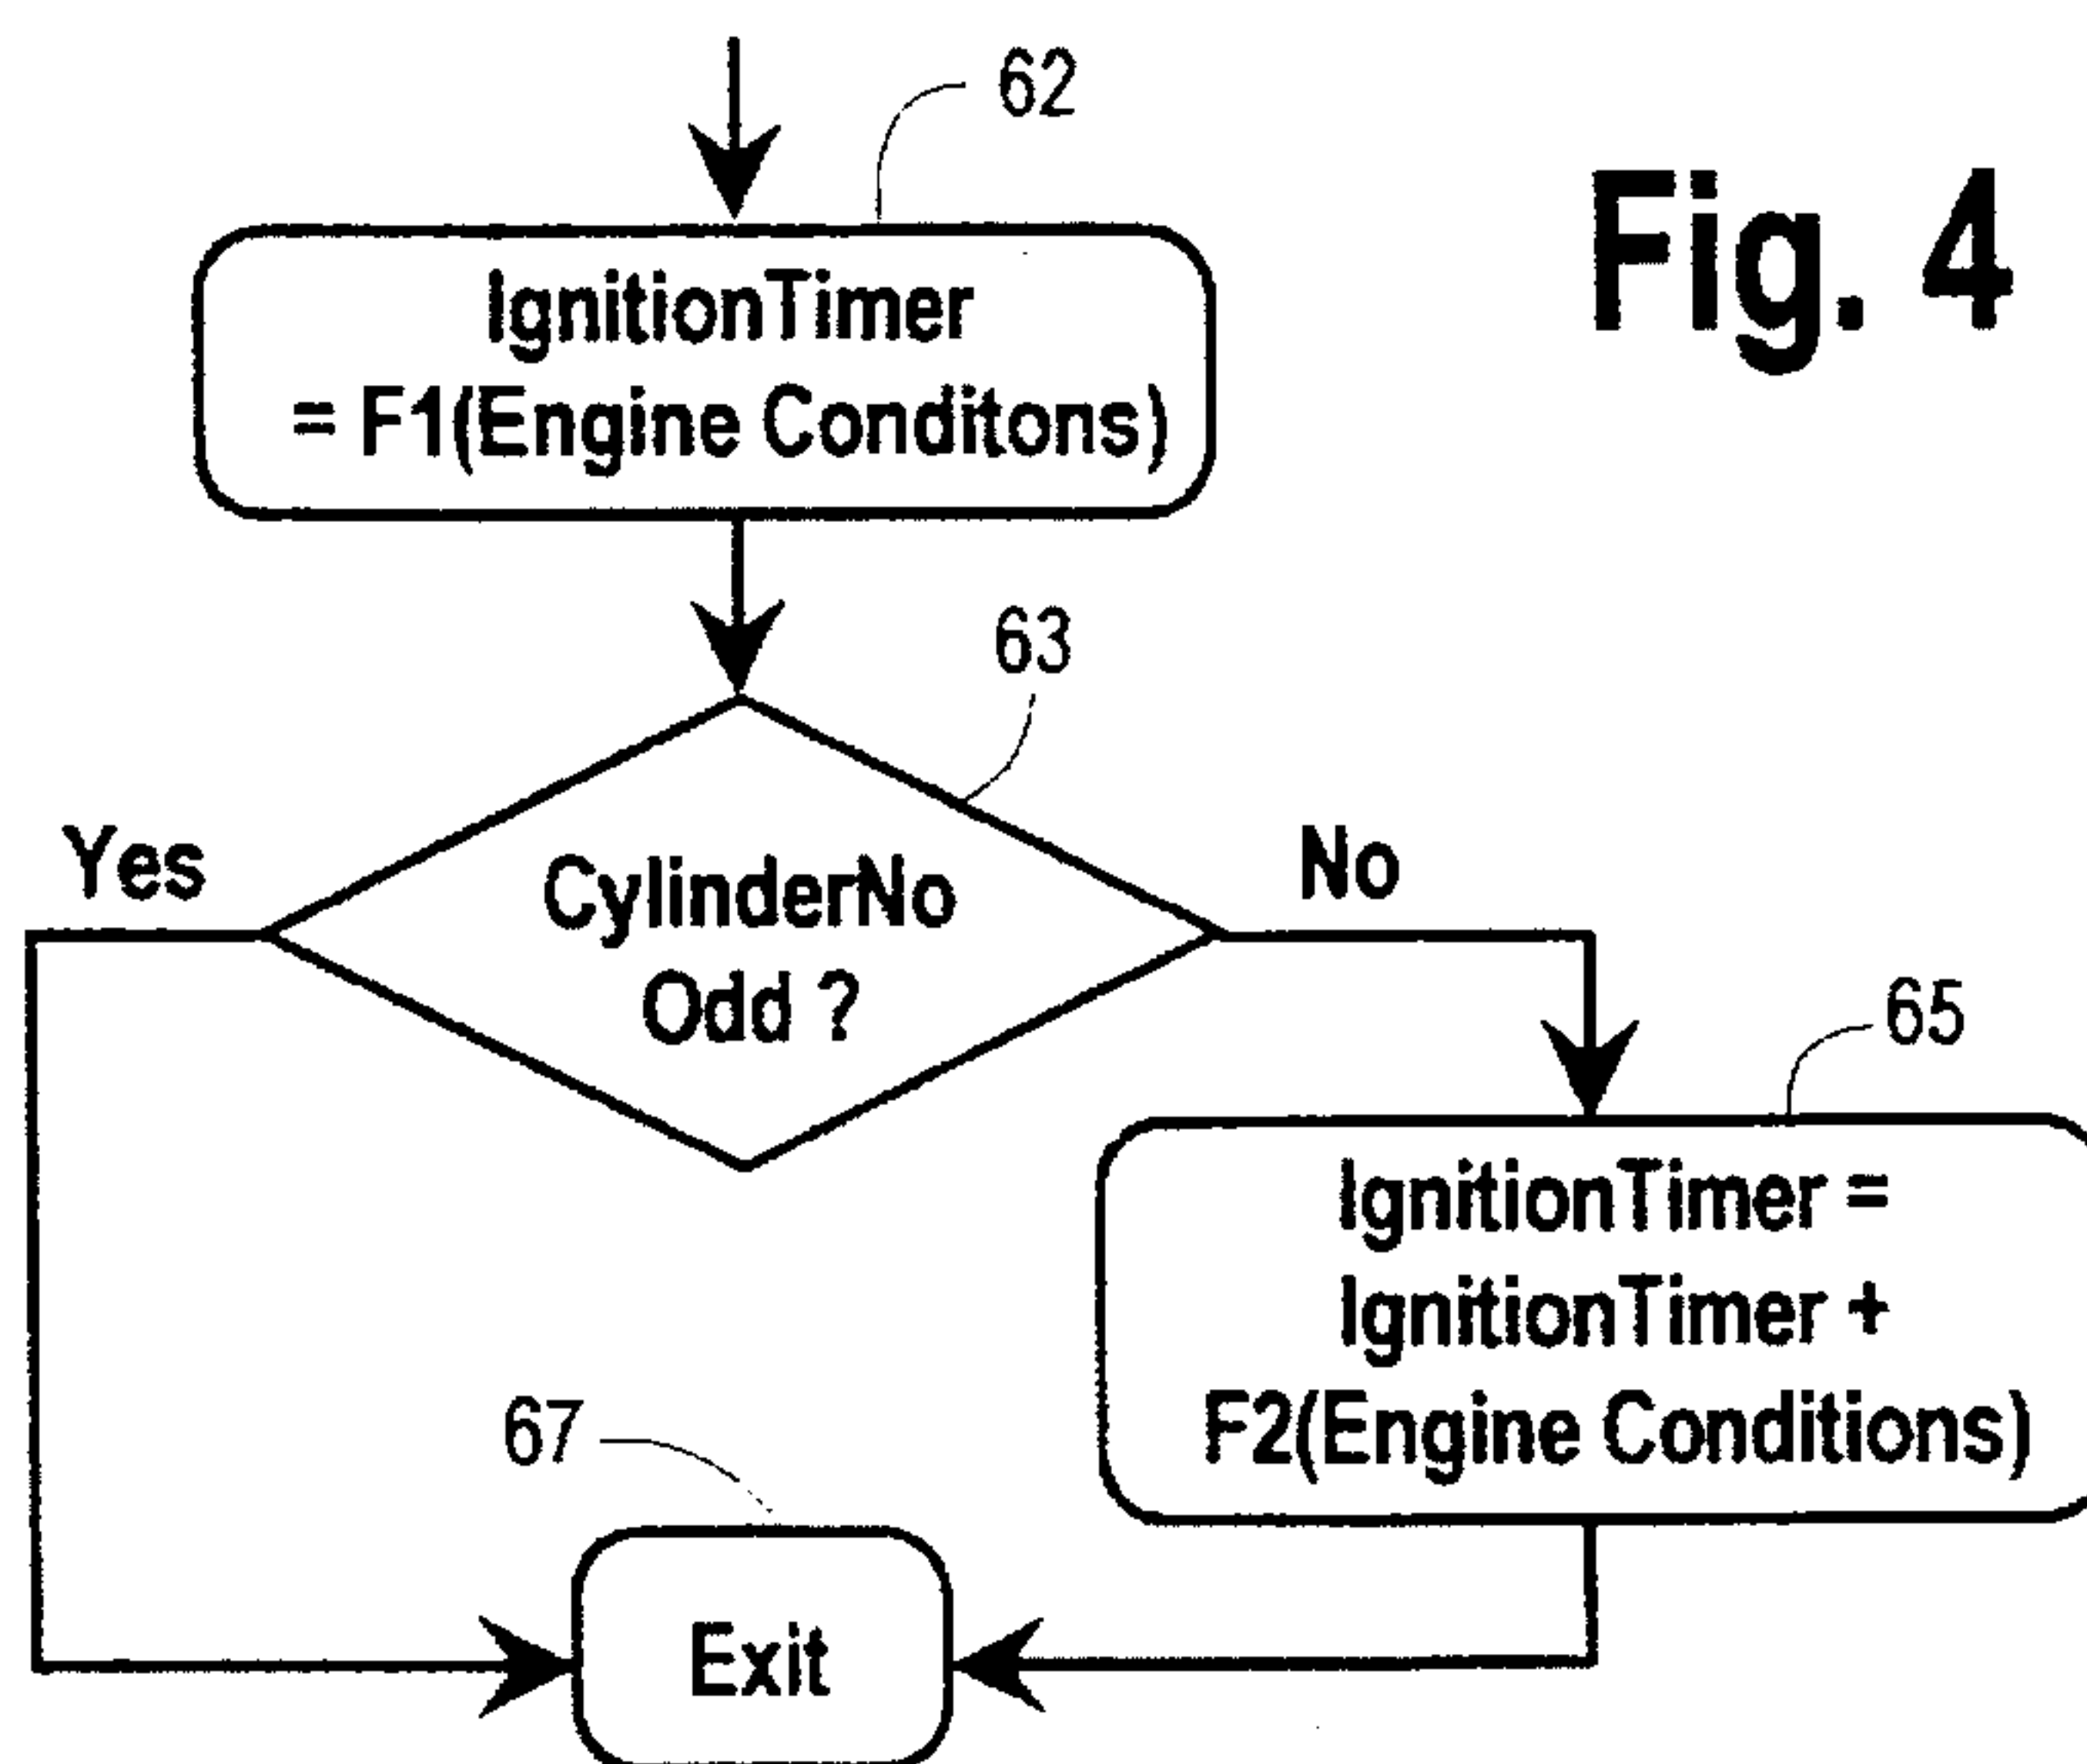 62
Fig. 4
IgnitionTimer
= F1(Engine Conditons)
63
Yes
No
CylinderNo
Odd ?
65
IgnitionTimer =
IgnitionTimer +
F2(Engine Conditions)
67
Exit